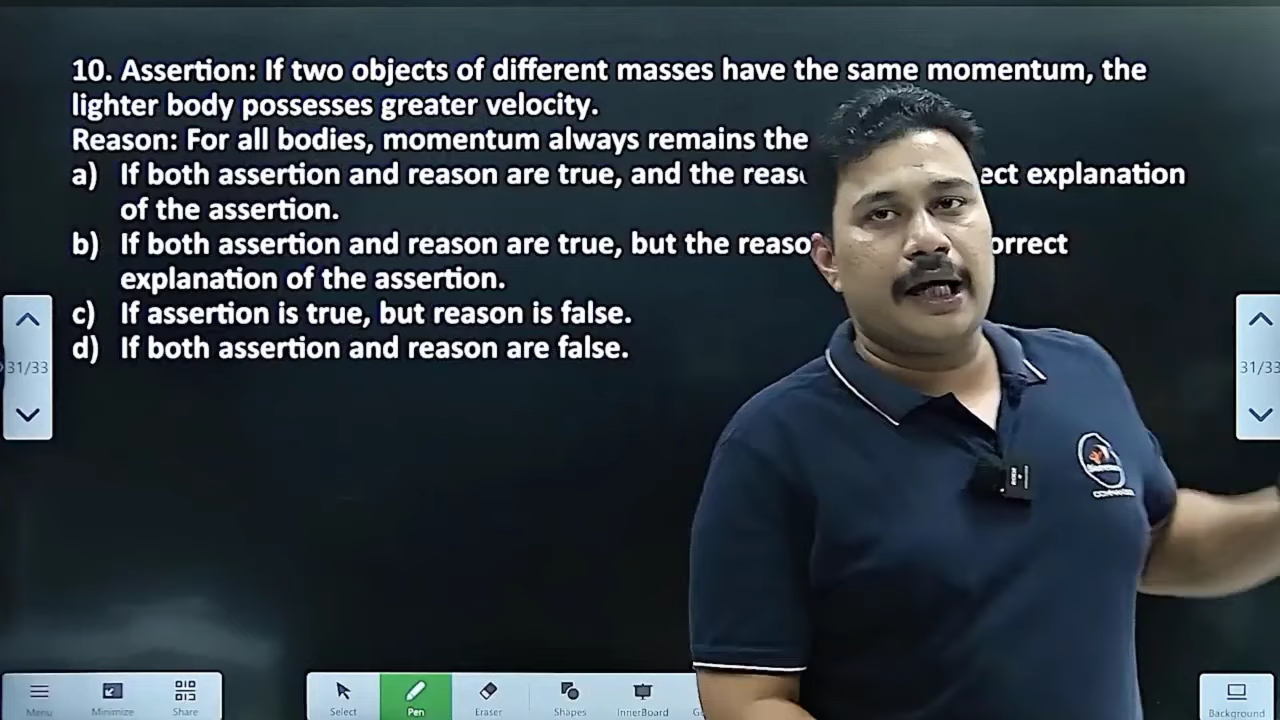 10. Assertion: If two objects of different masses have the same momentum, the
lighter body possesses greater velocity.
Reason: For all bodies, momentum always remains the
a) If both assertion and reason are true, and the explanation
of the assertion.
b) If both assertion and reason are true, but the
explanation of the assertion.
c) If assertion is true, but reason is false.
d) If both assertion and reason are false.
31/33
31/33
Menu
Minimize
Share
Select
Pen
Eraser
Shapes
InnerBoard
Background